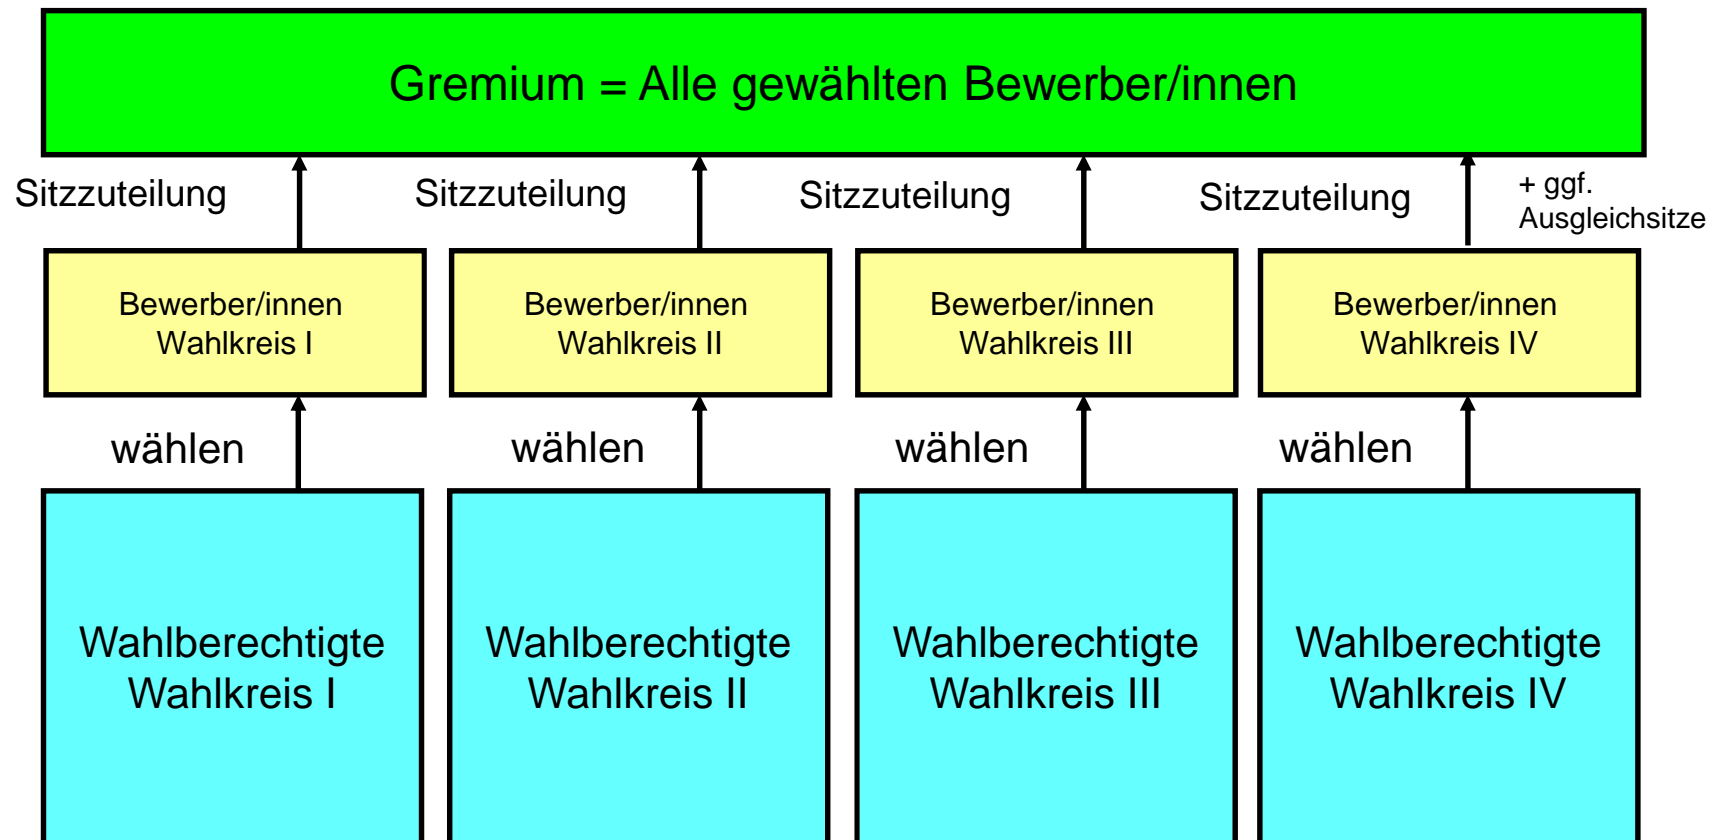 Gremium = Alle gewählten Bewerber/innen
Sitzzuteilung
Sitzzuteilung
Sitzzuteilung
Sitzzuteilung
+ ggf.
Ausgleichsitze
Bewerber/innen
Wahlkreis I
Bewerber/innen
Wahlkreis II
Bewerber/innen
Wahlkreis III
Bewerber/innen
Wahlkreis IV
wählen
wählen
wählen
wählen
Wahlberechtigte
Wahlkreis I
Wahlberechtigte
Wahlkreis II
Wahlberechtigte
Wahlkreis III
Wahlberechtigte
Wahlkreis IV